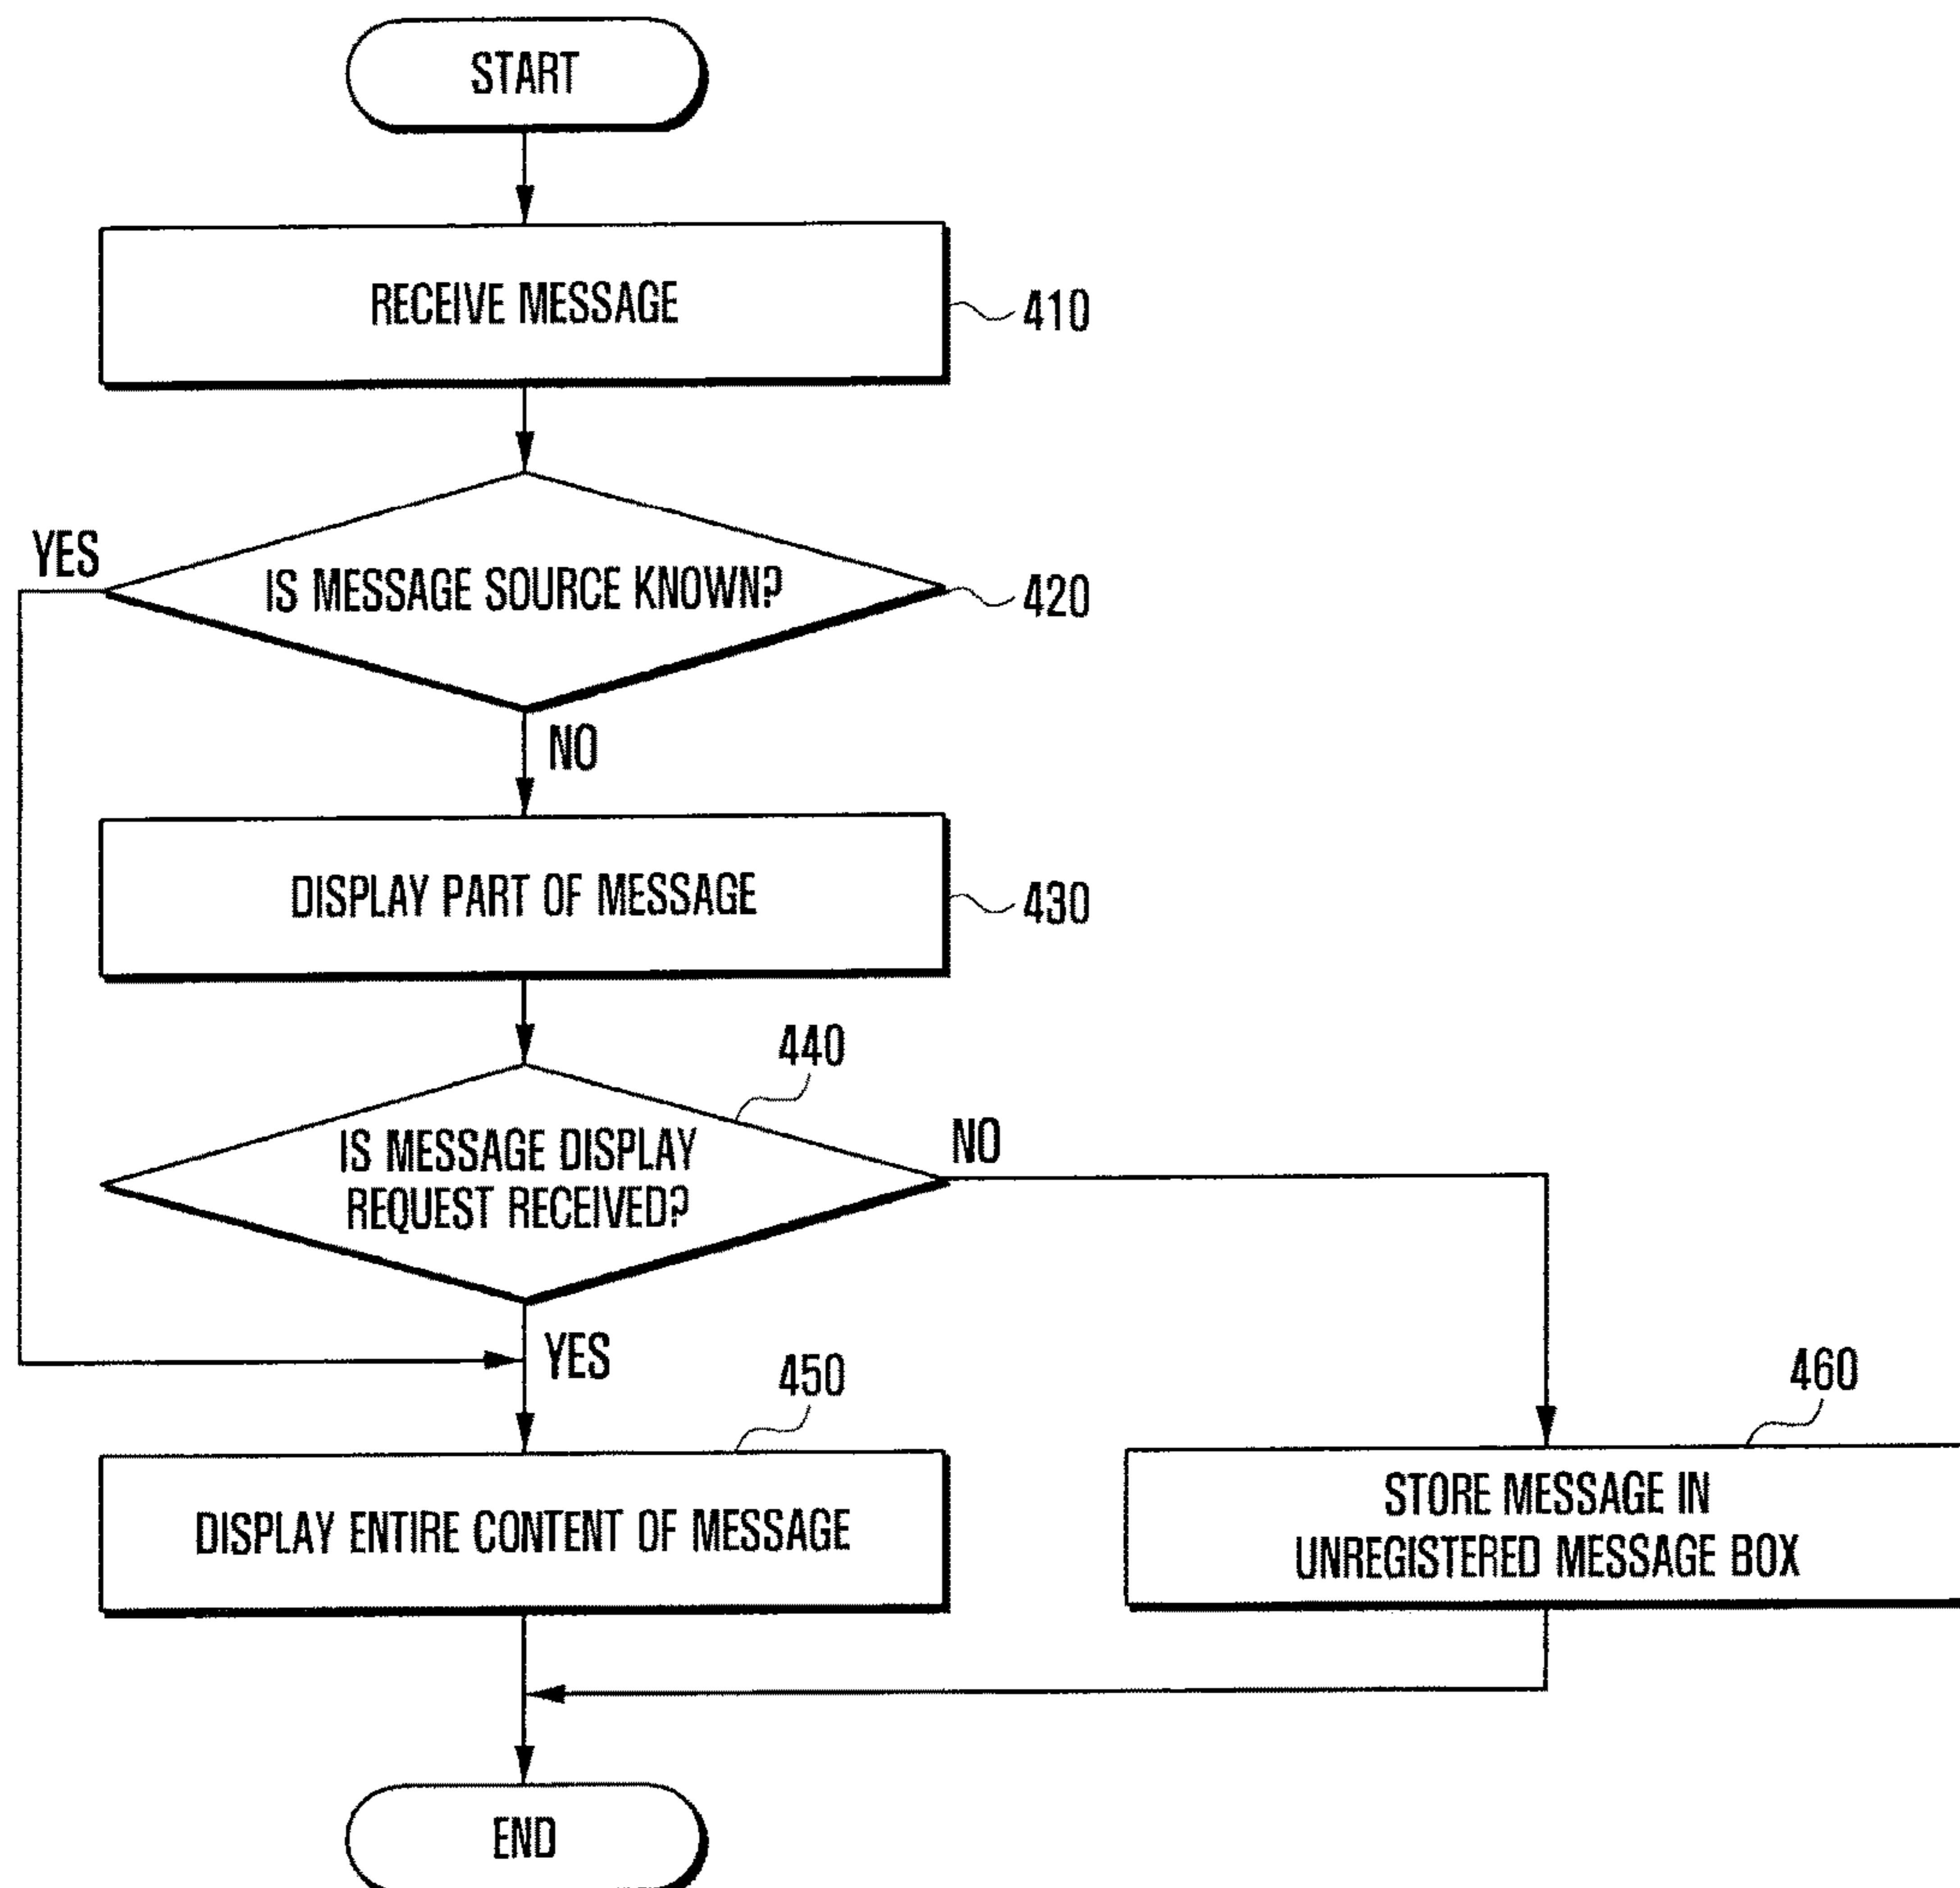 START
RECEIVE MESSAGE
410
YES
IS MESSAGE SOURCE KNOWN?
420
NO
DISPLAY PART OF MESSAGE
430
440
IS MESSAGE DISPLAY
REQUEST RECEIVED?
NO
YES
450
460
DISPLAY ENTIRE CONTENT OF MESSAGE
STORE MESSAGE IN
UNREGISTERED MESSAGE BOX
END